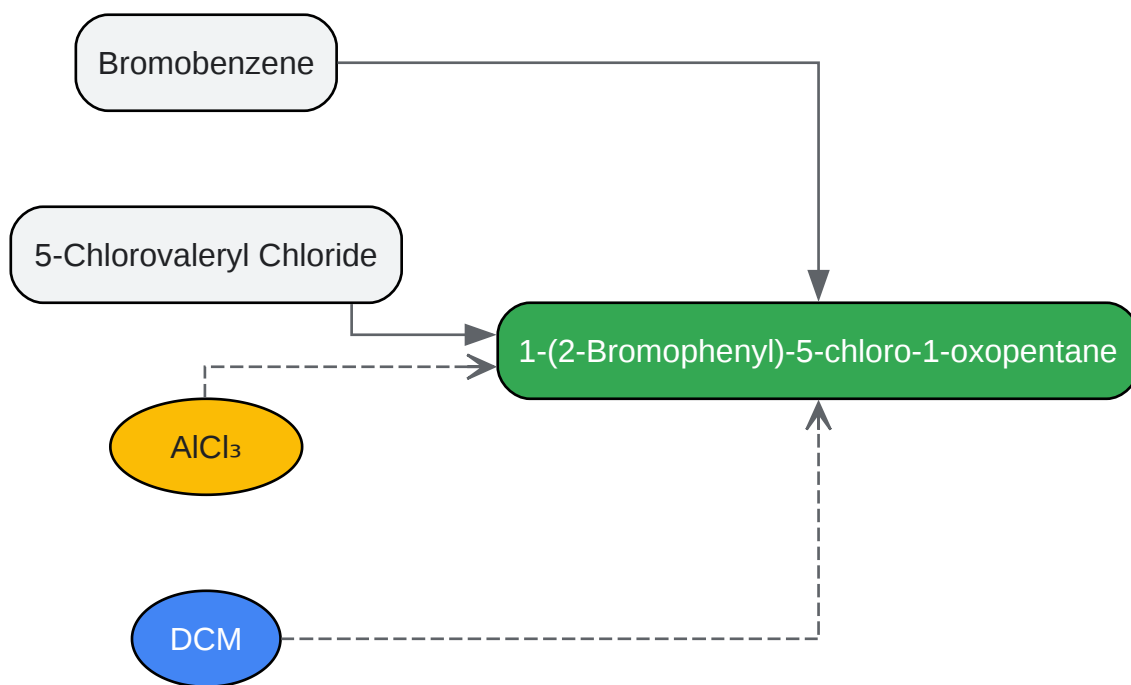 Bromobenzene
5-Chlorovaleryl Chloride
1-(2-Bromophenyl)-5-chloro-1-oxopentane
AlCl₃
DCM